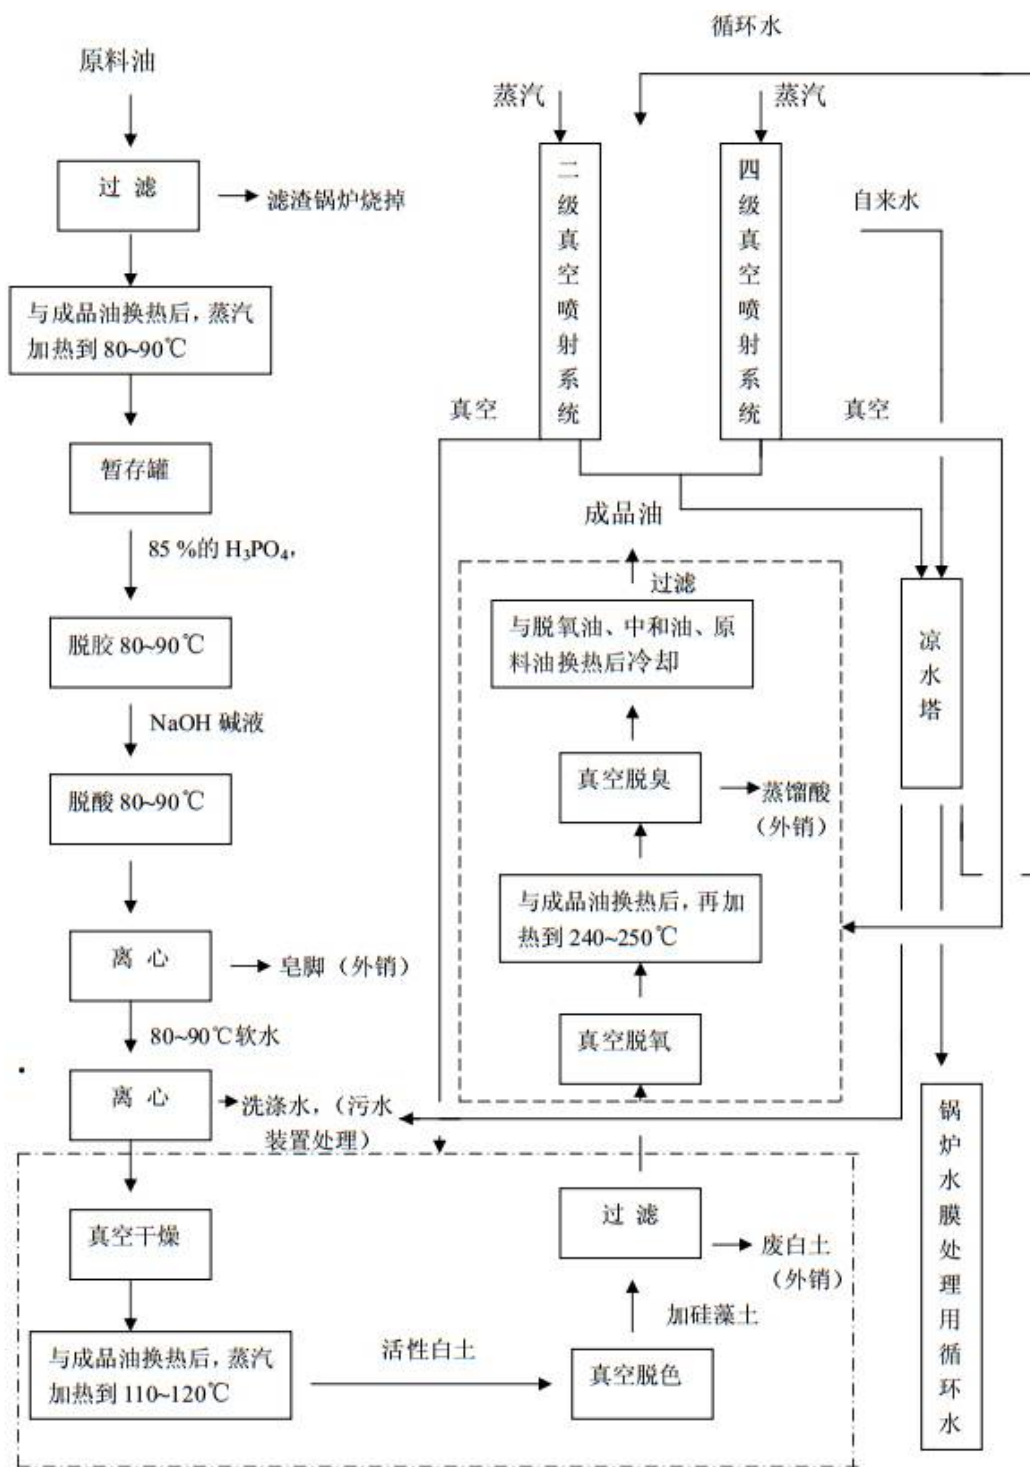 循环水
原料油
蒸汽
蒸汽
过 滤
滤渣锅炉烧掉
二级真空喷射系统
四级真空喷射系统
自来水
与成品油换热后，蒸汽
加热到 80~90℃
真空
真空
暂存罐
85 %的 H₃PO₄,
成品油
过滤
脱胶 80~90℃
与脱氧油、中和油、原
料油换热后冷却
凉水塔
NaOH 碱液
脱酸 80~90℃
真空脱臭
蒸馏酸
（外销）
与成品油换热后，再加
热到 240~250℃
离 心
皂脚（外销）
80~90℃软水
真空脱氧
离 心
洗涤水，（污水
装置处理）
锅炉水膜处理用循环水
真空干燥
过 滤
废白土
（外销）
加硅藻土
与成品油换热后，蒸汽
加热到 110~120℃
活性白土
真空脱色